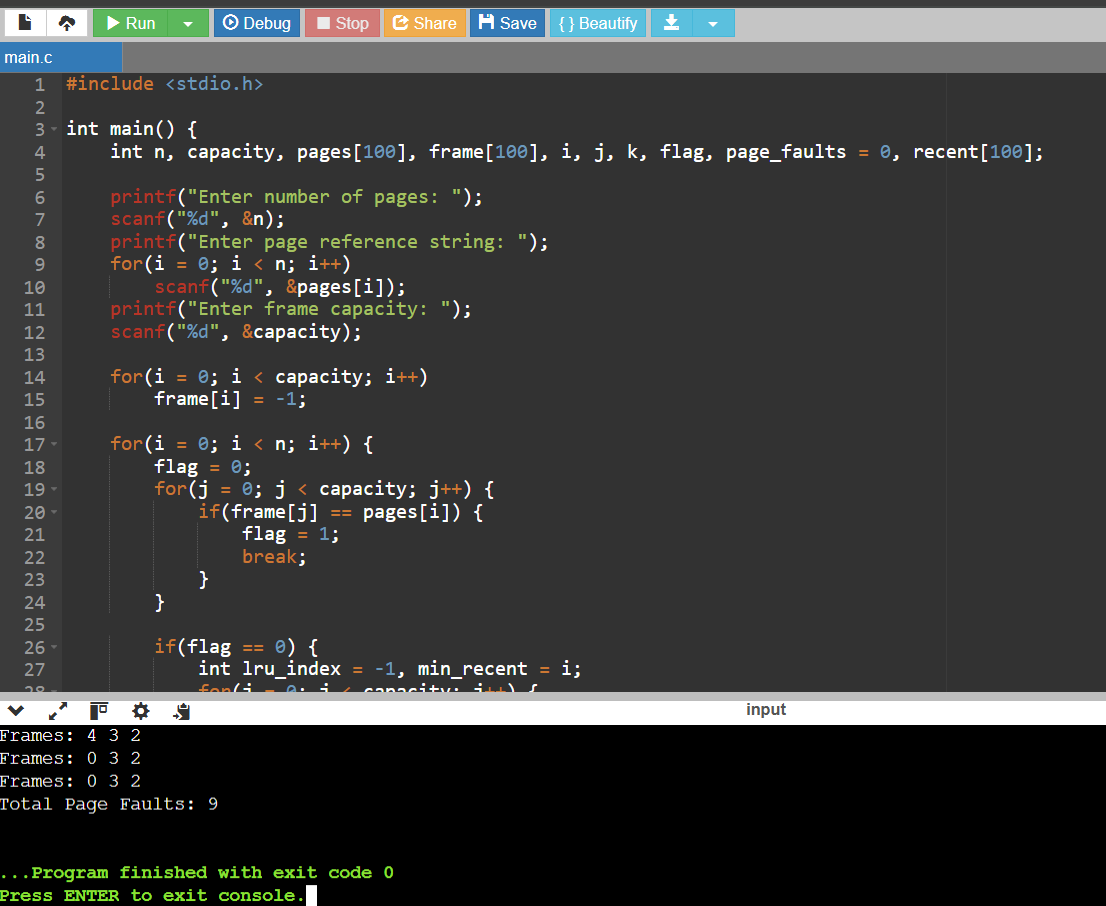 Run Debug Stop Share Save { } Beautify
main.c
1 #include <stdio.h>
2
3 int main() {
4 int n, capacity, pages[100], frame[100], i, j, k, flag, page_faults = 0, recent[100];
5
6 printf("Enter number of pages: ");
7 scanf("%d", &n);
8 printf("Enter page reference string: ");
9 for(i = 0; i < n; i++)
10 scanf("%d", &pages[i]);
11 printf("Enter frame capacity: ");
12 scanf("%d", &capacity);
13
14 for(i = 0; i < capacity; i++)
15 frame[i] = -1;
16
17 for(i = 0; i < n; i++) {
18 flag = 0;
19 for(j = 0; j < capacity; j++) {
20 if(frame[j] == pages[i]) {
21 flag = 1;
22 break;
23 }
24 }
25
26 if(flag == 0) {
27 int lru_index = -1, min_recent = i;
28 for(j = 0; j < capacity; j++) {
input
Frames: 4 3 2
Frames: 0 3 2
Frames: 0 3 2
Total Page Faults: 9
...Program finished with exit code 0
Press ENTER to exit console.